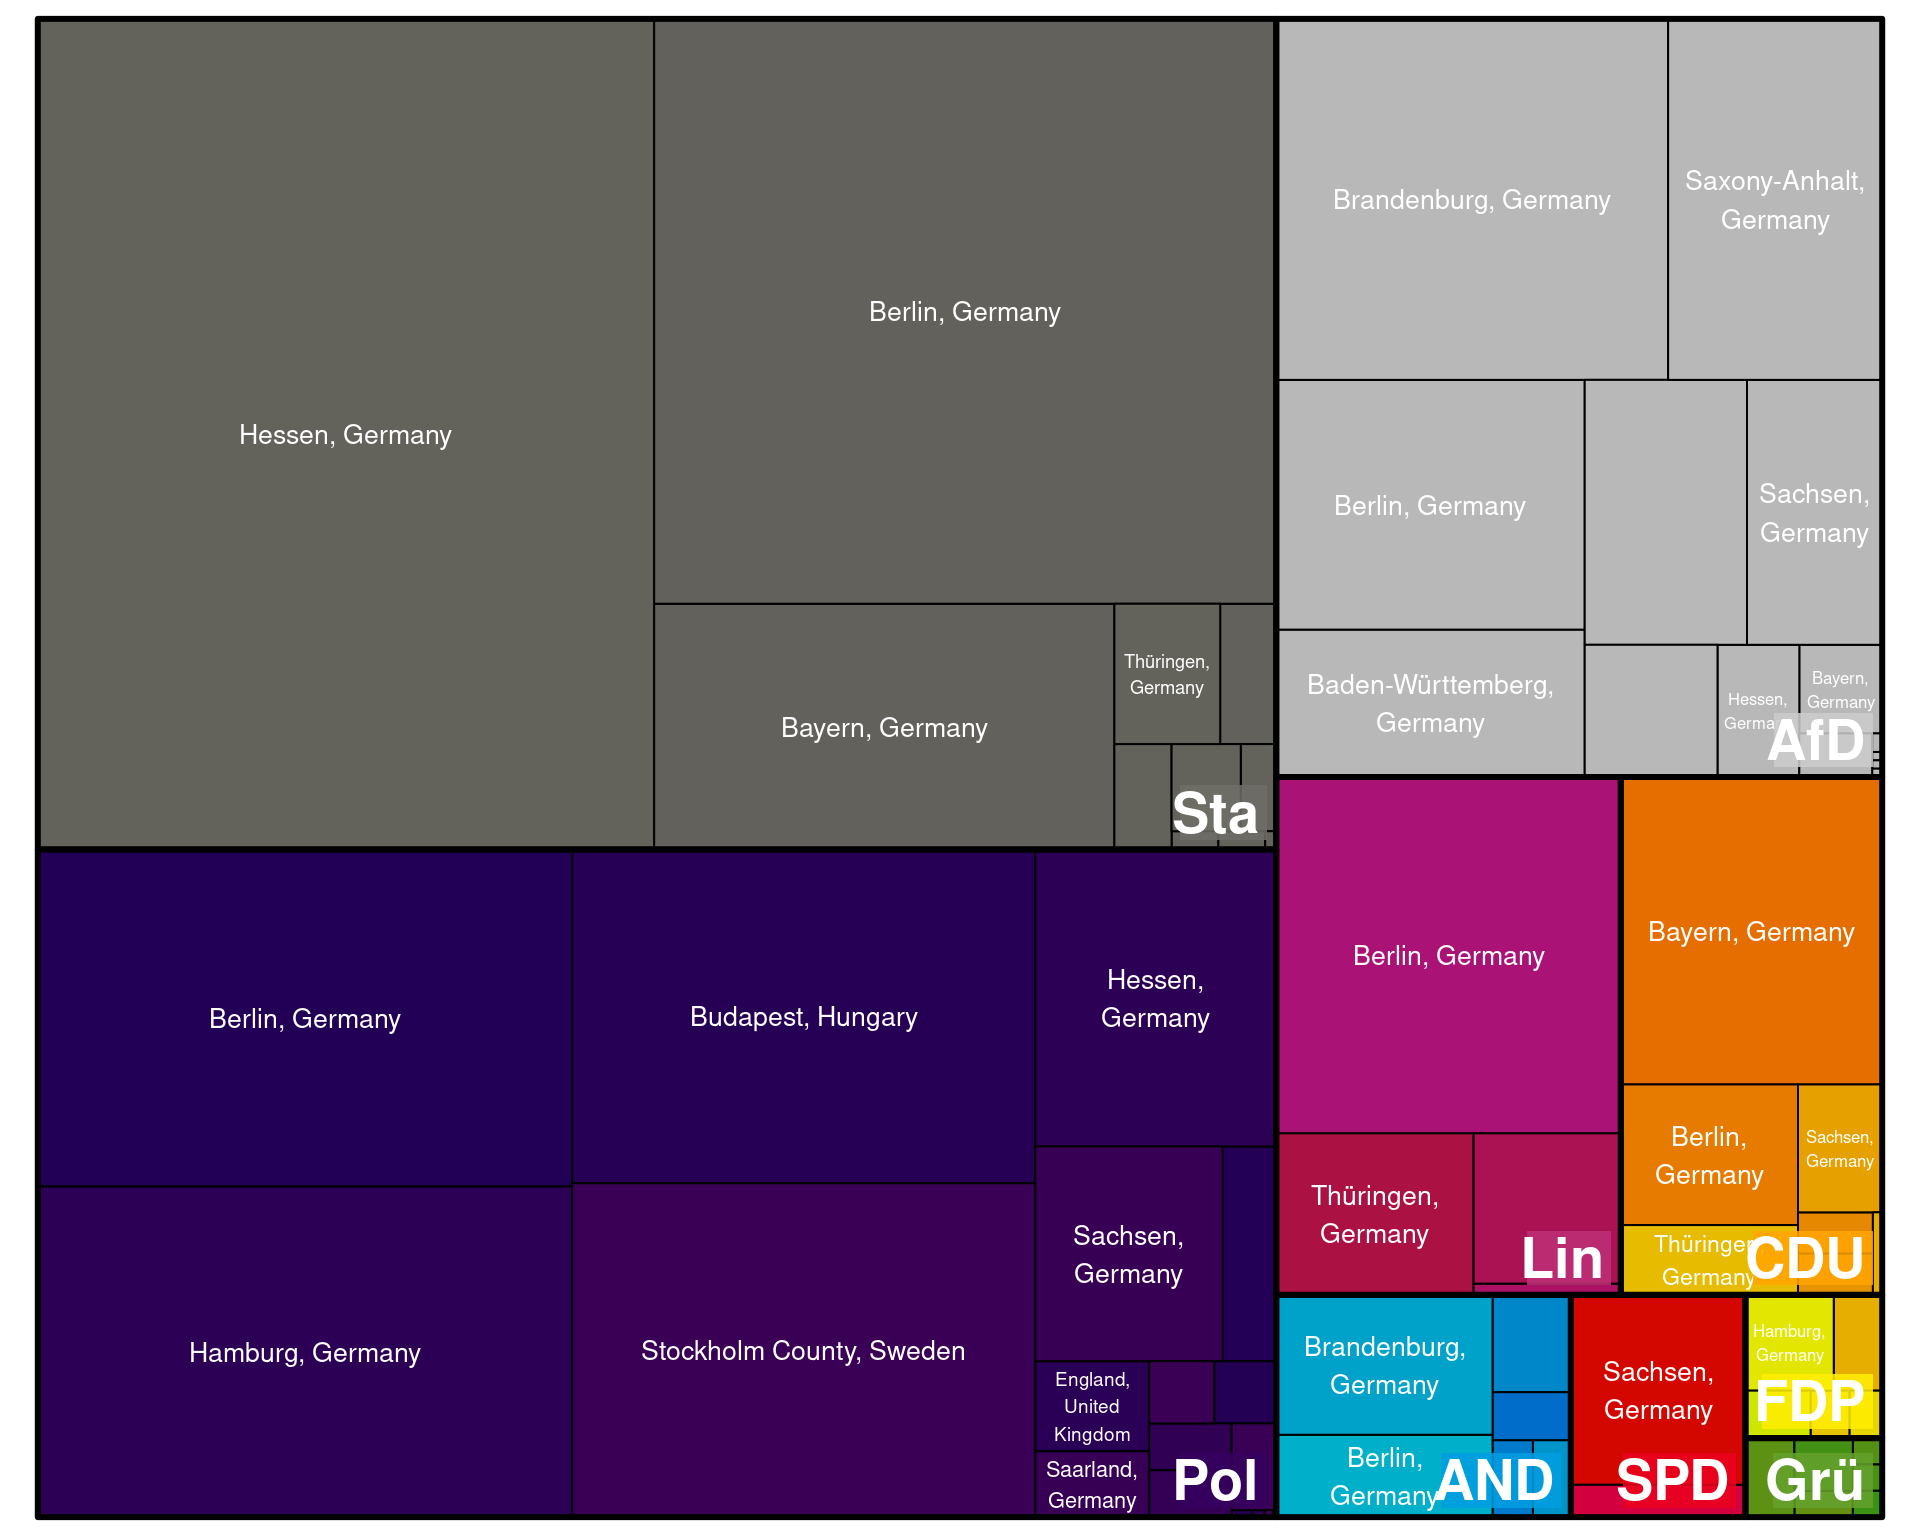 Hessen, Germany
Berlin, Germany
Bayern, Germany
Thüringen,
Germany
Sta
Brandenburg, Germany
Saxony-Anhalt,
Germany
Berlin, Germany
Sachsen,
Germany
Baden-Württemberg,
Germany
Hessen,
Bayern,
Germany
AfD
Berlin, Germany
Hamburg, Germany
Budapest, Hungary
Stockholm County, Sweden
Hessen,
Germany
Sachsen,
Germany
England,
United
Kingdom
Saarland,
Germany
Pol
Berlin, Germany
Thüringen,
Germany
Lin
Bayern, Germany
Berlin,
Germany
Sachsen,
Germany
Germany
CDU
Brandenburg,
Germany
Berlin,
Germany
AND
Sachsen,
Germany
SPD
Hamburg,
Germany
FDP
Grü